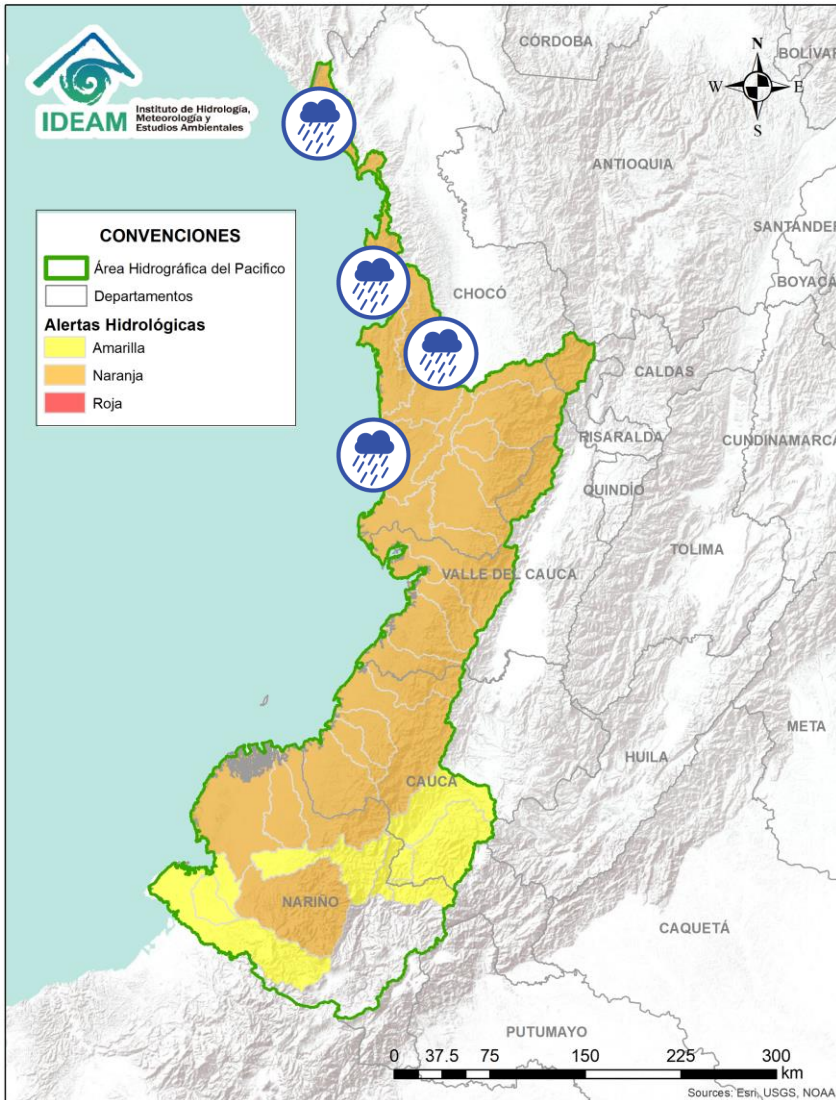 IDEAM
Instituto de Hidrología,
Meteorología y
Estudios Ambientales
CÓRDOBA
BOLÍVAR
N
W
E
S
ANTIOQUIA
SANTANDER
BOYACÁ
CONVENCIONES
Área Hidrográfica del Pacifico
Departamentos
Alertas Hidrológicas
Amarilla
Naranja
Roja
CHOCÓ
CALDAS
RISARALDA
CUNDINAMARCA
QUINDÍO
TOLIMA
VALLE DEL CAUCA
META
HUILA
CAUCA
NARIÑO
CAQUETÁ
PUTUMAYO
0 37.5 75 150 225 300
km
Sources: Esri, USGS, NOAA